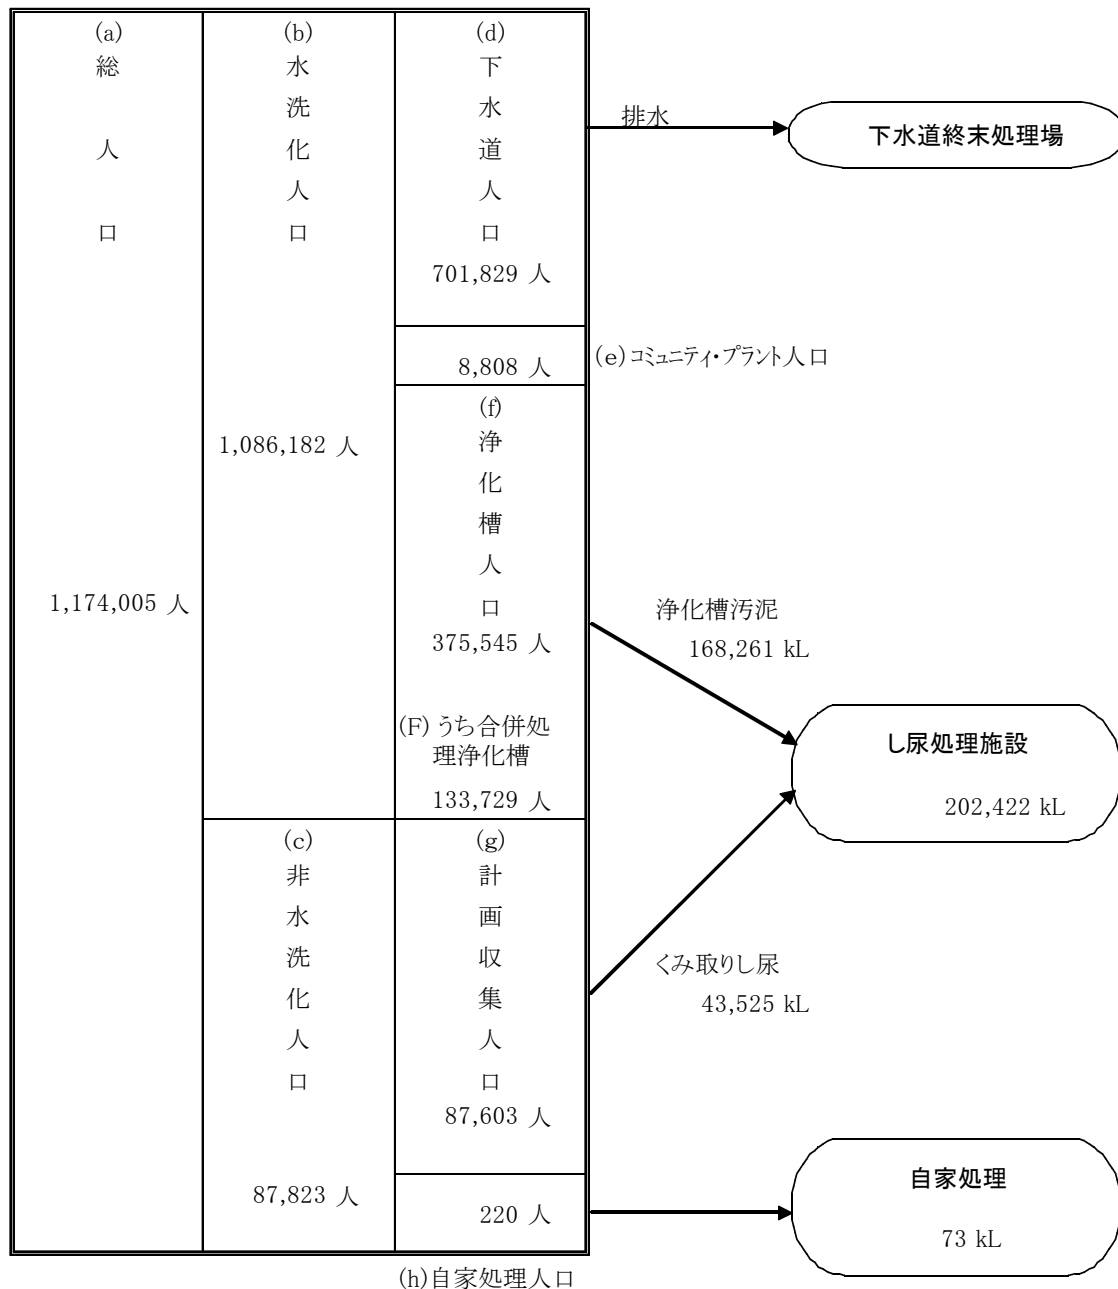 (a)
総人口
1,174,005 人
(b)
水洗化人口
1,086,182 人
(c)
非水洗化人口
87,823 人
(d)
下水道人口
701,829 人
8,808 人
(e)コミュニティ・プラント人口
(f)
浄化槽人口
375,545 人
(F)うち合併処
理浄化槽
133,729 人
(g)
計画収集人口
87,603 人
220 人
(h)自家処理人口
排水
下水道終末処理場
浄化槽汚泥
168,261 kL
し尿処理施設
202,422 kL
くみ取りし尿
43,525 kL
自家処理
73 kL